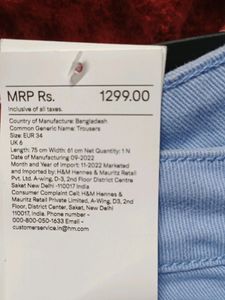 MRP Rs. 1299.00
Inclusive of all taxes.
Country of Manufacture: Bangladesh
Common Generic Name: Trousers
Size: EUR 34
UK 6
Length: 75 cm Width: 61 cm Net Quantity: 1 N
Date of Manufacturing 09-2022
Month and Year of Import: 11-2022 Marketed
and Imported by: H&M Hennes & Mauritz Retail
Pvt. Ltd. A-wing, D-3, 2nd Floor District Centre
Saket New Delhi -110017 India
Consumer Complaint Cell: H&M Hennes &
Mauritz Retail Private Limited, A-Wing, D3,
2nd Floor, District Center, Saket, New Delhi
110017, India. Phone number -
000-800-050-1633 Email -
customerservice.in@hm.com